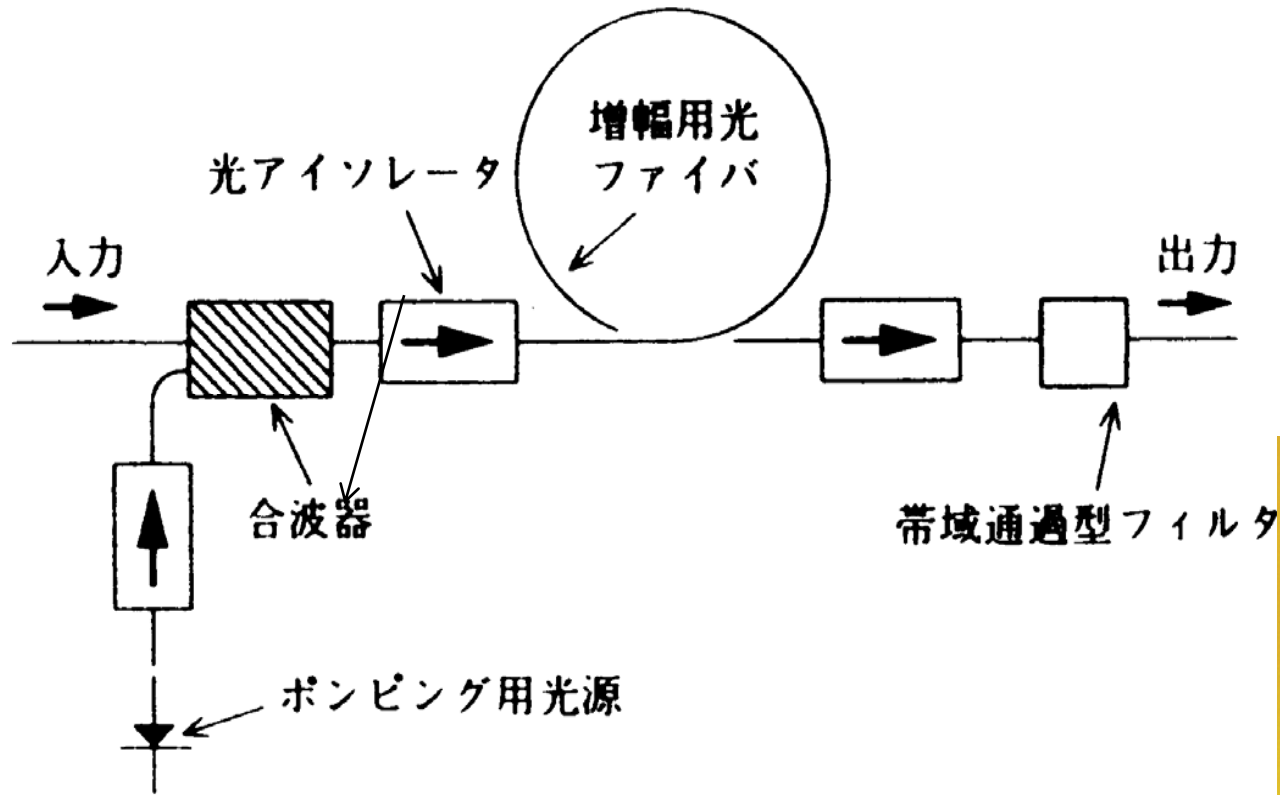 増幅用光
ファイバ
光アイソレータ
入力
出力
合波器
帯域通過型フィルタ
ポンピング用光源